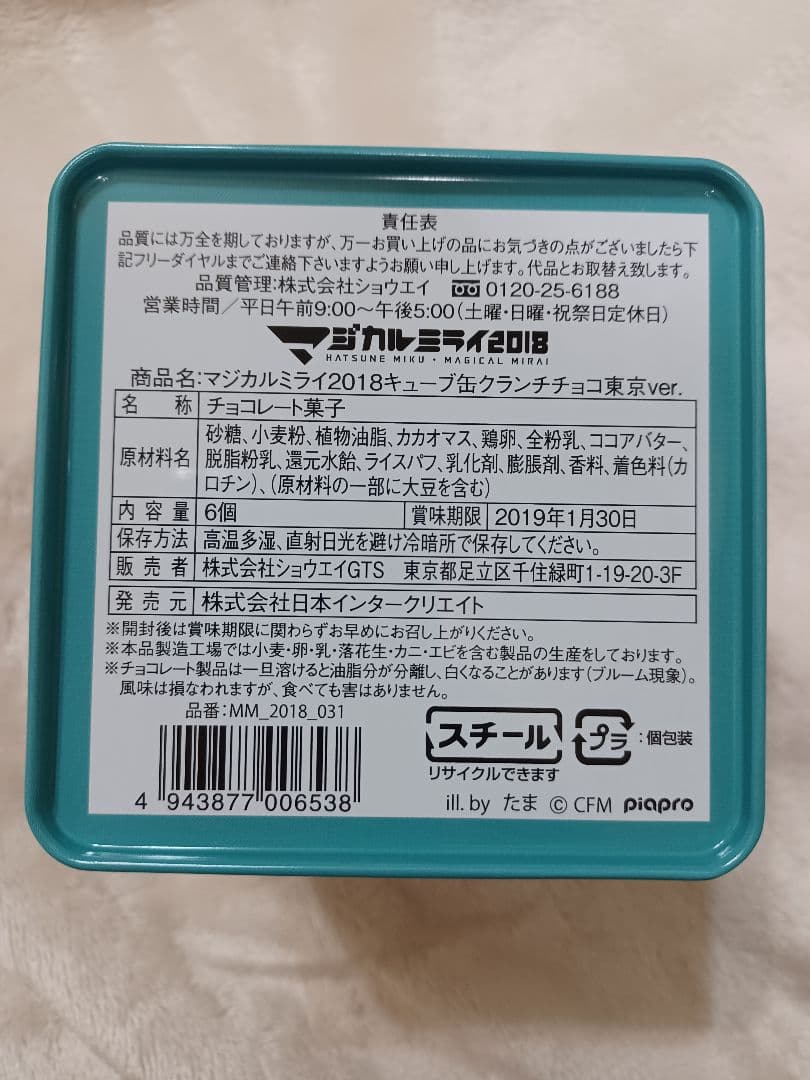 責任表
品質には万全を期しておりますが、万一お買い上げの品にお気づきの点がございましたら下
記フリーダイヤルまでご連絡下さいますようお願い申し上げます。代品とお取替え致します。
品質管理:株式会社ショウエイ 0120-25-6188
営業時間/平日午前9:00〜午後5:00(土曜・日曜・祝祭日定休日)
マジカルミライ2018
HATSUNE MIKU・MAGICAL MIRAI
商品名:マジカルミライ2018キューブ缶クランチチョコ東京ver.
名 称 チョコレート菓子
原材料名 砂糖、小麦粉、植物油脂、カカオマス、鶏卵、全粉乳、ココアバター、
脱脂粉乳、還元水飴、ライスパフ、乳化剤、膨脹剤、香料、着色料(カ
ロチン)、(原材料の一部に大豆を含む)
内 容 量 6個 賞味期限 2019年1月30日
保存方法 高温多湿、直射日光を避け冷暗所で保存してください。
販 売 者 株式会社ショウエイGTS 東京都足立区千住緑町1-19-20-3F
発 売 元 株式会社日本インタークリエイト
※開封後は賞味期限に関わらずお早めにお召し上がりください。
※本品製造工場では小麦・卵・乳・落花生・カニ・エビを含む製品の生産をしております。
※チョコレート製品は一旦溶けると油脂分が分離し、白くなることがあります(ブルーム現象)。
風味は損なわれますが、食べても害はありません。
品番:MM_2018_031
4 943877 006538
スチール
リサイクルできます
プラ :個包装
ill. by たま © CFM piapro